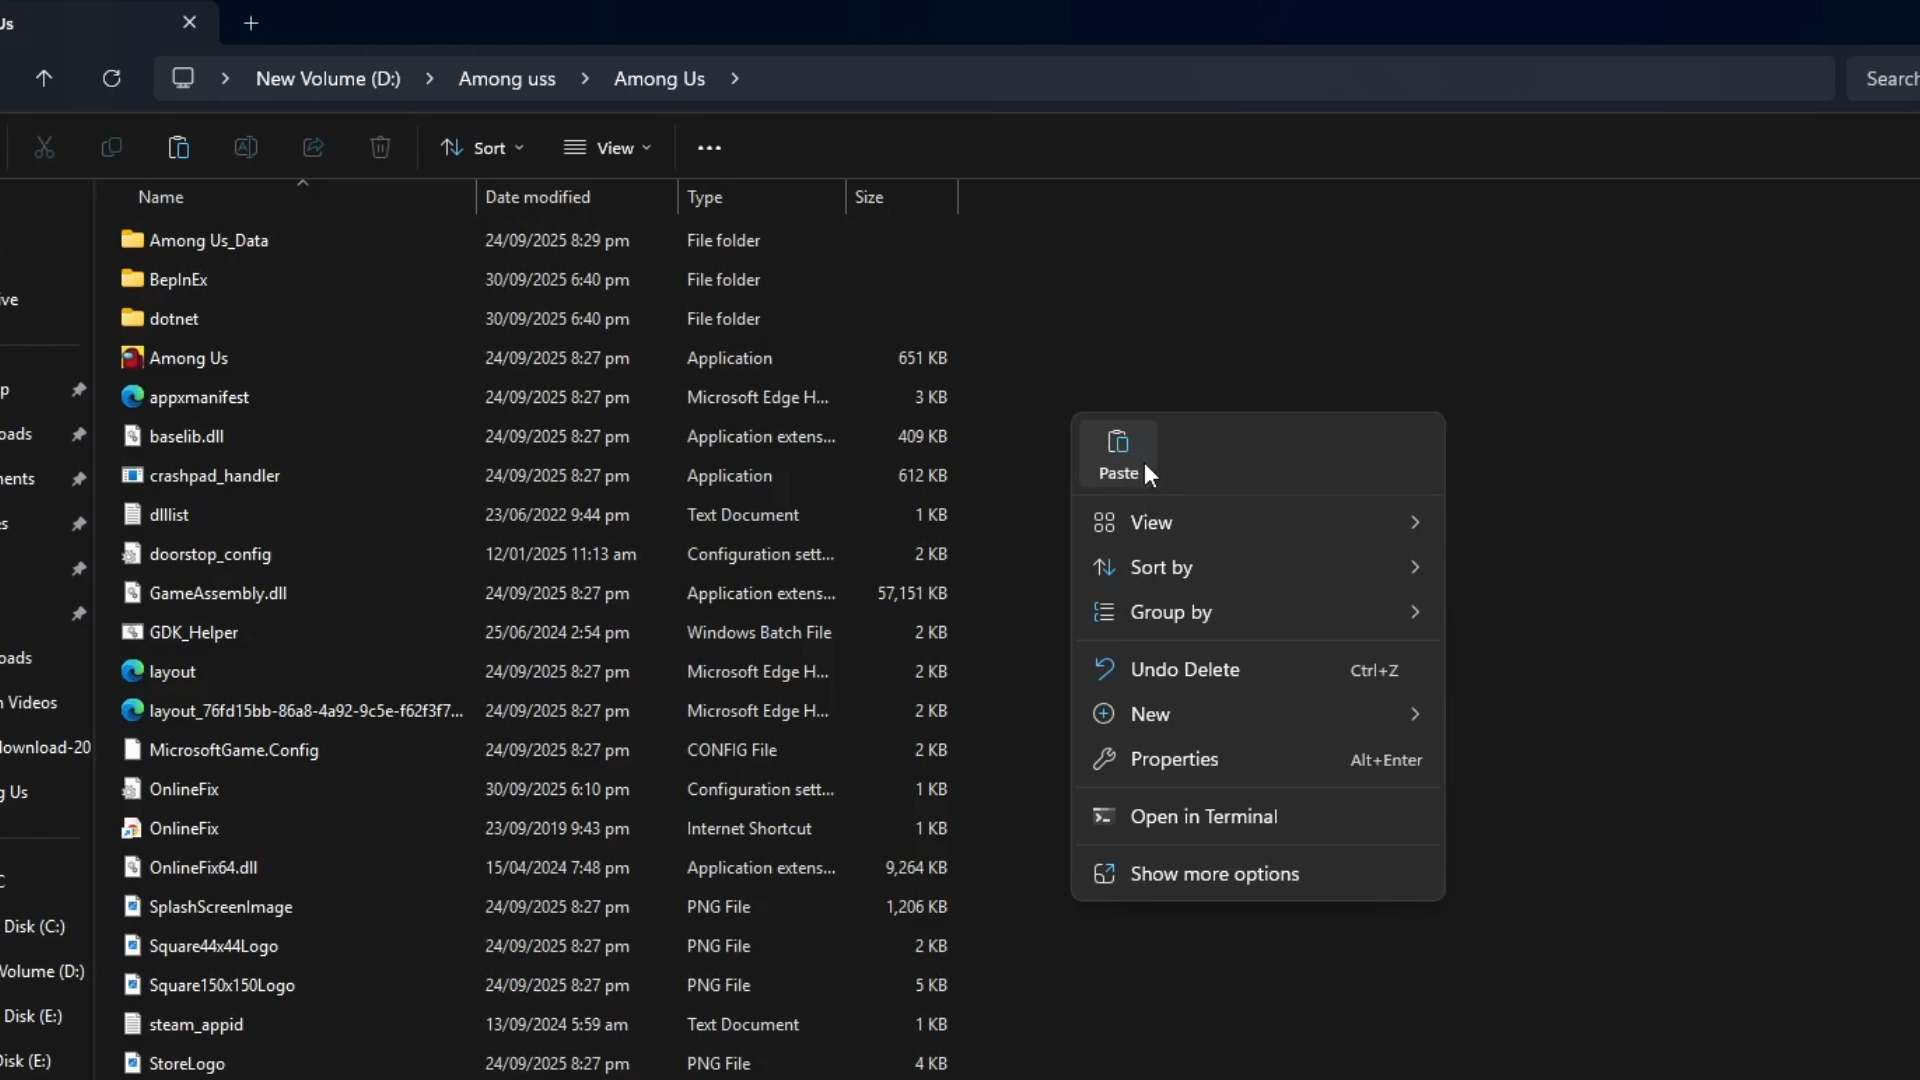 Us
New Volume (D:) > Among uss > Among Us >
Search
Sort View
Name Date modified Type Size
Among Us_Data 24/09/2025 8:29 pm File folder
BepInEx 30/09/2025 6:40 pm File folder
ive
dotnet 30/09/2025 6:40 pm File folder
Among Us 24/09/2025 8:27 pm Application 651 KB
p appxmanifest 24/09/2025 8:27 pm Microsoft Edge H... 3 KB
oads baselib.dll 24/09/2025 8:27 pm Application extens... 409 KB
ments crashpad_handler 24/09/2025 8:27 pm Application 612 KB
s dlllist 23/06/2022 9:44 pm Text Document 1 KB
doorstop_config 12/01/2025 11:13 am Configuration sett... 2 KB
GameAssembly.dll 24/09/2025 8:27 pm Application extens... 57,151 KB
GDK_Helper 25/06/2024 2:54 pm Windows Batch File 2 KB
oads layout 24/09/2025 8:27 pm Microsoft Edge H... 2 KB
n Videos layout_76fd15bb-86a8-4a92-9c5e-f62f3f7... 24/09/2025 8:27 pm Microsoft Edge H... 2 KB
download-20 MicrosoftGame.Config 24/09/2025 8:27 pm CONFIG File 2 KB
g Us OnlineFix 30/09/2025 6:10 pm Configuration sett... 1 KB
OnlineFix 23/09/2019 9:43 pm Internet Shortcut 1 KB
C OnlineFix64.dll 15/04/2024 7:48 pm Application extens... 9,264 KB
Disk (C:) SplashScreenImage 24/09/2025 8:27 pm PNG File 1,206 KB
Square44x44Logo 24/09/2025 8:27 pm PNG File 2 KB
Volume (D:) Square150x150Logo 24/09/2025 8:27 pm PNG File 5 KB
Disk (E:) steam_appid 13/09/2024 5:59 am Text Document 1 KB
Disk (E:) StoreLogo 24/09/2025 8:27 pm PNG File 4 KB
Paste
View
Sort by
Group by
Undo Delete Ctrl+Z
New
Properties Alt+Enter
Open in Terminal
Show more options